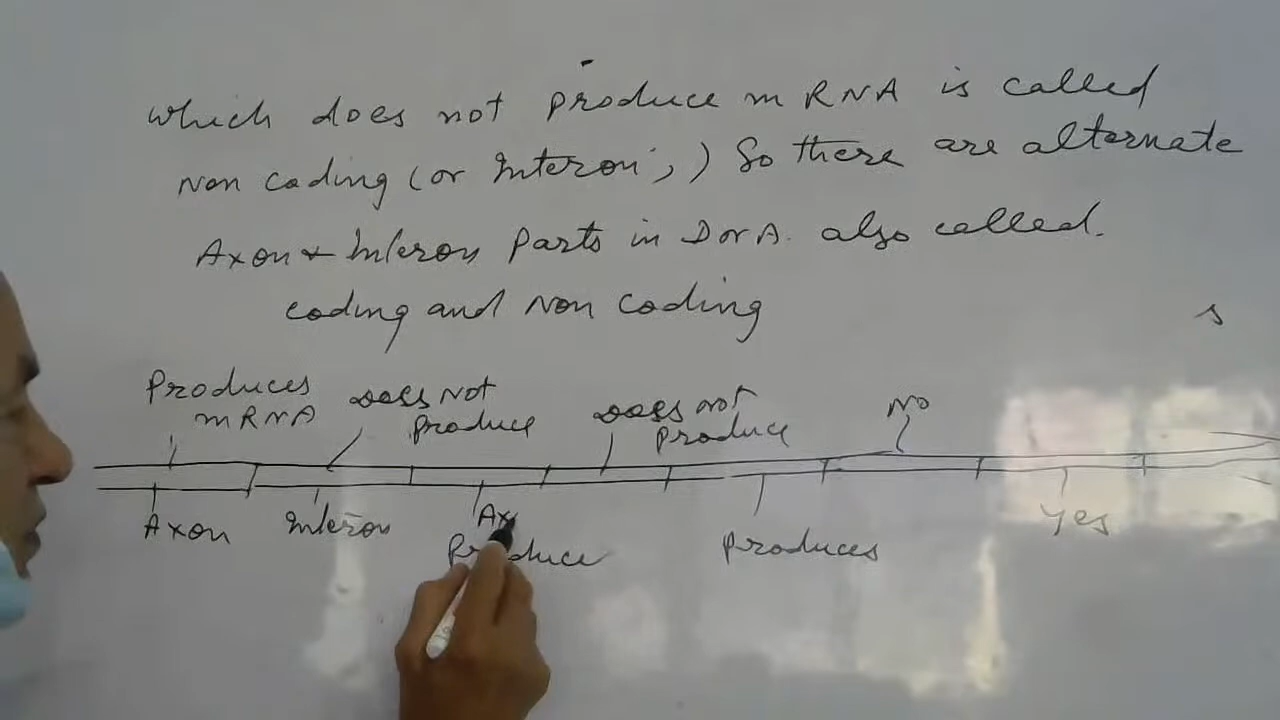 which does not produce mRNA is called
Non coding (or Interon,) So there are alternate
Axon & Interon parts in DNA. also called.
coding and Non coding
s
Produces
mRNA
Does Not
produce
Does not
produce
No
Axon
Interon
Ax
Produce
Produces
Yes